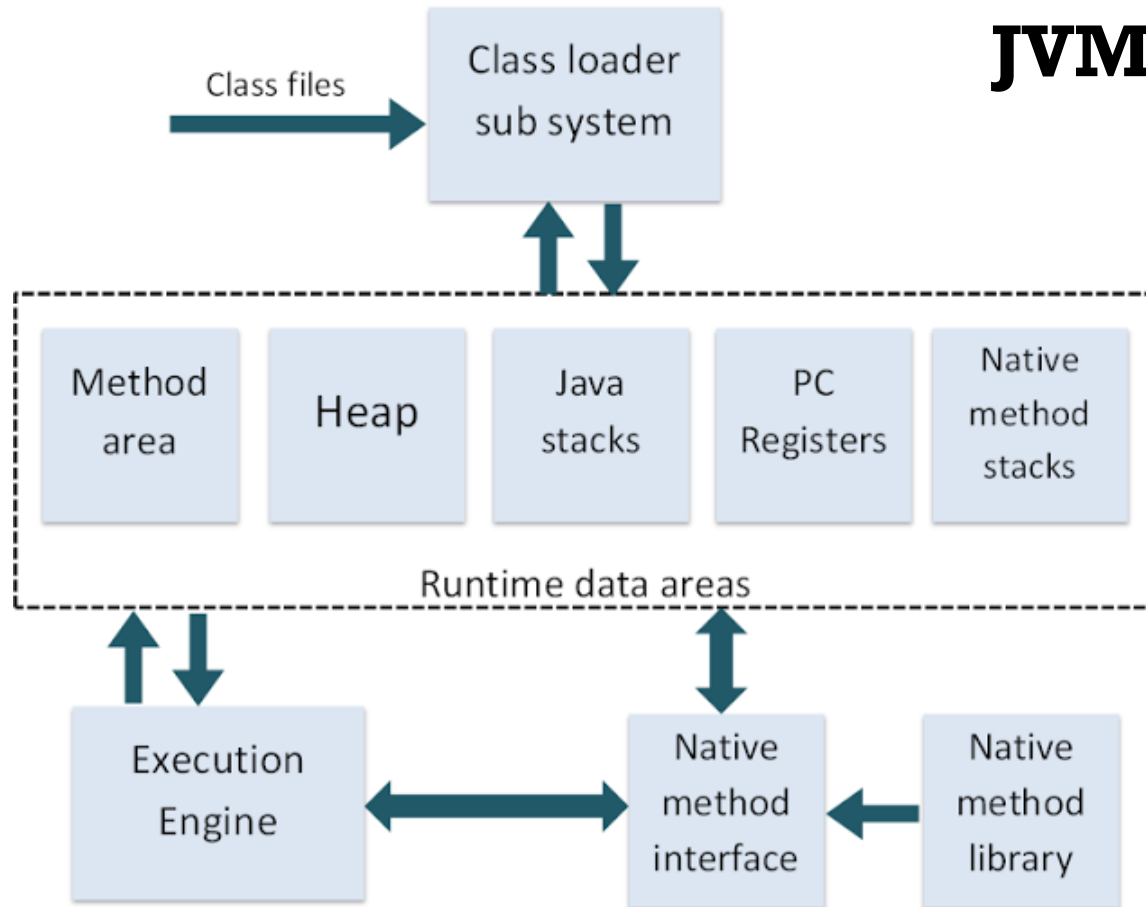 JVM
Class files
Class loader
sub system
Method
area
Heap
Java
stacks
PC
Registers
Native
method
stacks
Runtime data areas
Execution
Engine
Native
method
interface
Native
method
library